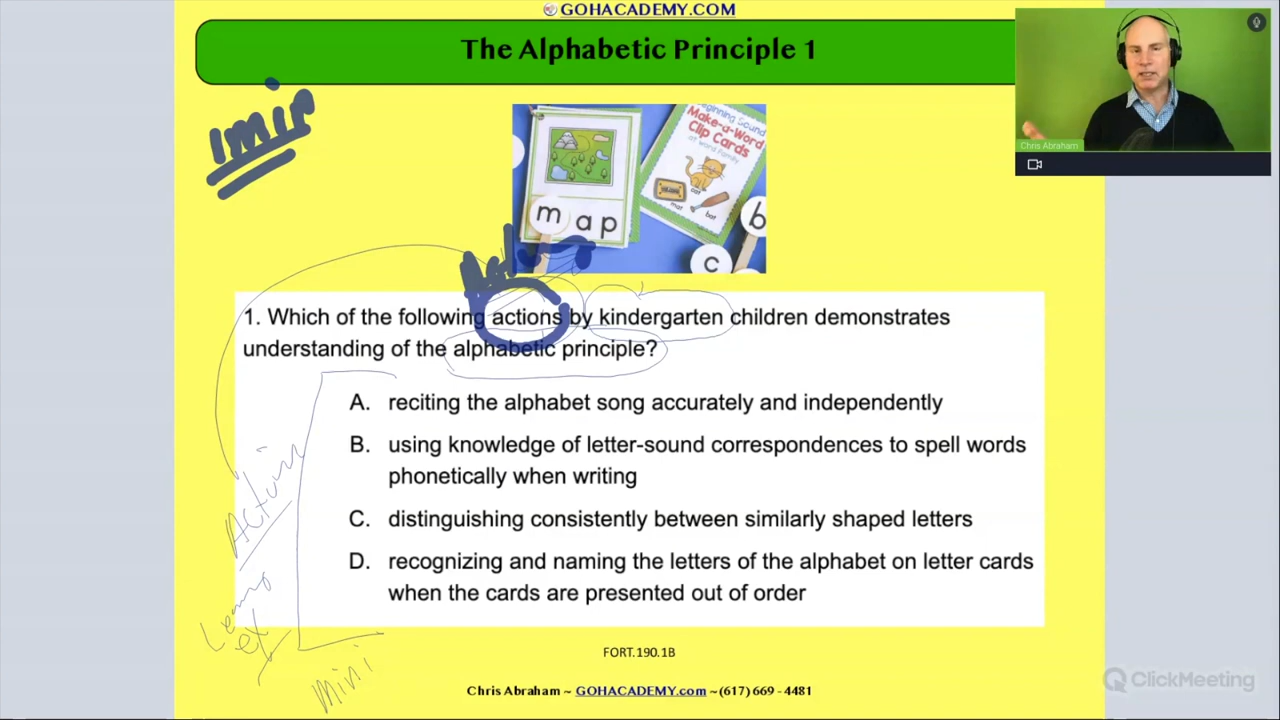 GOHACADEMY.COM
The Alphabetic Principle 1
Make-a-Word
Clip Cards
cat
mat
bat
m a p
b
c
Chris Abraham
1. Which of the following actions by kindergarten children demonstrates
understanding of the alphabetic principle?
A. reciting the alphabet song accurately and independently
B. using knowledge of letter-sound correspondences to spell words
phonetically when writing
C. distinguishing consistently between similarly shaped letters
D. recognizing and naming the letters of the alphabet on letter cards
when the cards are presented out of order
Mini
FORT.190.1B
Chris Abraham ~ GOHACADEMY.com ~(617) 669 - 4481
ClickMeeting